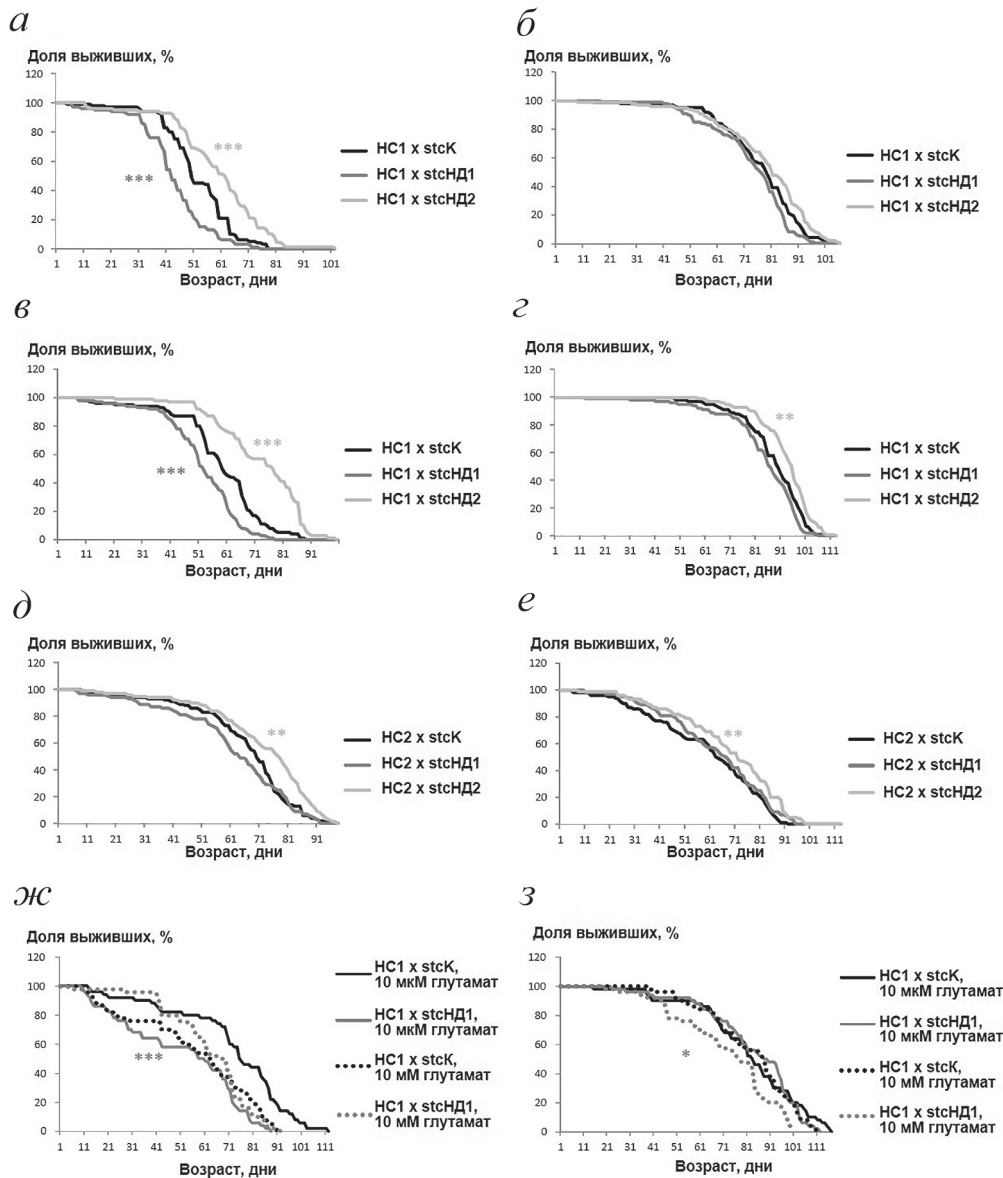 а
Доля выживших, %
120
100
80
60
40
20
0
1 11 21 31 41 51 61 71 81 91 101
Возраст, дни
***
***
НС1 x stcK
НС1 x stcНД1
НС1 x stcНД2
б
Доля выживших, %
120
100
80
60
40
20
0
1 11 21 31 41 51 61 71 81 91 101
Возраст, дни
НС1 x stcK
НС1 x stcНД1
НС1 x stcНД2
в
Доля выживших, %
120
100
80
60
40
20
0
1 11 21 31 41 51 61 71 81 91
Возраст, дни
***
***
НС1 x stcK
НС1 x stcНД1
НС1 x stcНД2
г
Доля выживших, %
120
100
80
60
40
20
0
1 11 21 31 41 51 61 71 81 91 101 111
Возраст, дни
**
НС1 x stcK
НС1 x stcНД1
НС1 x stcНД2
д
Доля выживших, %
120
100
80
60
40
20
0
1 11 21 31 41 51 61 71 81 91
Возраст, дни
**
НС2 x stcK
НС2 x stcНД1
НС2 x stcНД2
е
Доля выживших, %
120
100
80
60
40
20
0
1 11 21 31 41 51 61 71 81 91 101 111
Возраст, дни
**
НС2 x stcK
НС2 x stcНД1
НС2 x stcНД2
ж
Доля выживших, %
120
100
80
60
40
20
0
1 11 21 31 41 51 61 71 81 91 101 111
Возраст, дни
***
НС1 x stcK,
10 мкМ глутамат
НС1 x stcНД1,
10 мкМ глутамат
НС1 x stcK,
10 мМ глутамат
НС1 x stcНД1,
10 мМ глутамат
з
Доля выживших, %
120
100
80
60
40
20
0
1 11 21 31 41 51 61 71 81 91 101 111
Возраст, дни
*
НС1 x stcK,
10 мкМ глутамат
НС1 x stcНД1,
10 мкМ глутамат
НС1 x stcK,
10 мМ глутамат
НС1 x stcНД1,
10 мМ глутамат